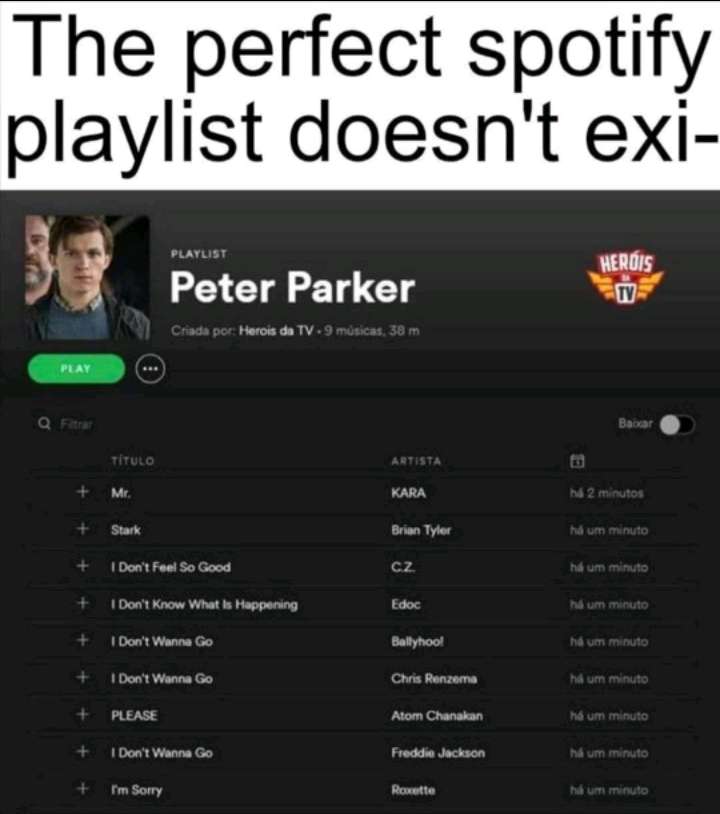 The perfect spotify
playlist doesn't exi-
PLAYLIST
HERÓIS
DA
TV
Peter Parker
Criada por: Herois da TV • 9 músicas, 38 m
PLAY
Filtrar Baixar
TÍTULO ARTISTA
Mr. KARA há 2 minutos
Stark Brian Tyler há um minuto
I Don't Feel So Good C.Z. há um minuto
I Don't Know What Is Happening Edoc há um minuto
I Don't Wanna Go Ballyhoo! há um minuto
I Don't Wanna Go Chris Renzema há um minuto
PLEASE Atom Chanakan há um minuto
I Don't Wanna Go Freddie Jackson há um minuto
I'm Sorry Roxette há um minuto